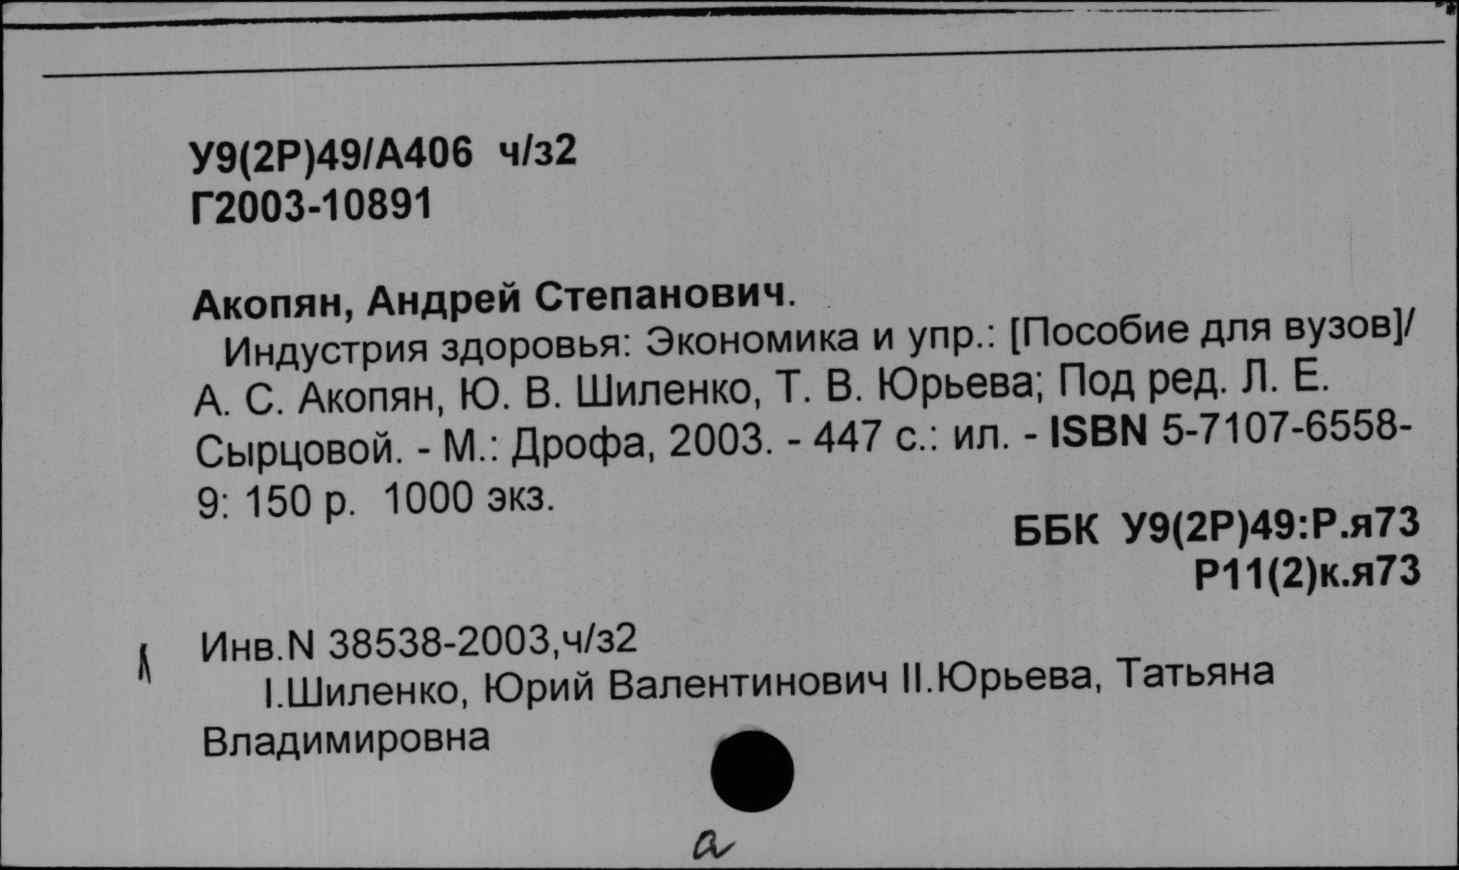 У9(2Р)49/А406 ч/з2
Г2003-10891
Акопян, Андрей Степанович.
Индустрия здоровья: Экономика и упр.: [Пособие для вузов]/
А. С. Акопян, Ю. В. Шиленко, Т. В. Юрьева; Под ред. Л. Е.
Сырцовой. - М.: Дрофа, 2003. - 447 с.: ил. - ISBN 5-7107-6558-
9: 150 р. 1000 экз.
ББК У9(2Р)49:Р.я73
Р11(2)к.я73
Инв.N 38538-2003,ч/з2
I.Шиленко, Юрий Валентинович II.Юрьева, Татьяна
Владимировна
а